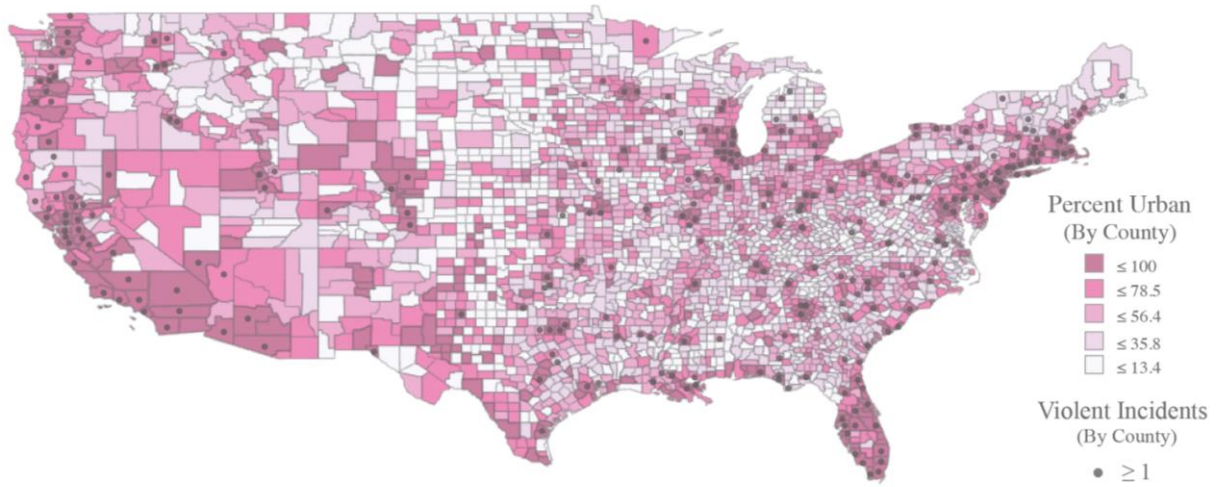 Percent Urban
(By County)
≤ 100
≤ 78.5
≤ 56.4
≤ 35.8
≤ 13.4
Violent Incidents
(By County)
≥ 1